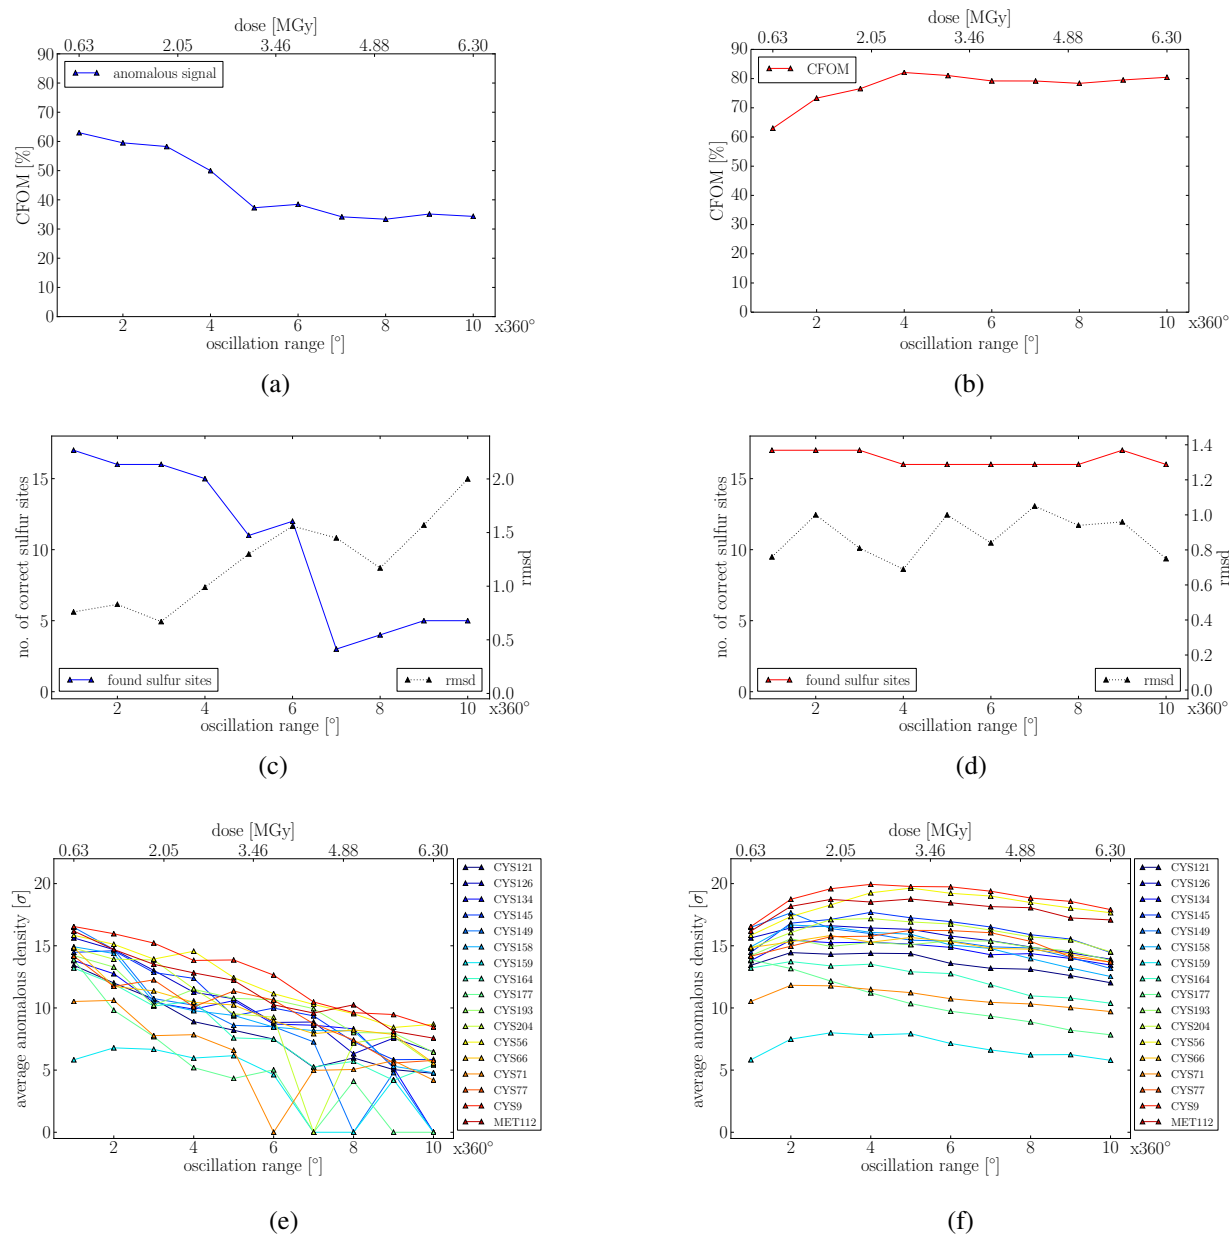 dose [MGy]
0.63 2.05 3.46 4.88 6.30
90
80
70
60
50
40
30
20
10
0
CFOM [%]
anomalous signal
2 4 6 8 10 x360°
oscillation range [°]
(a)
dose [MGy]
0.63 2.05 3.46 4.88 6.30
90
80
70
60
50
40
30
20
10
0
CFOM [%]
CFOM
2 4 6 8 10 x360°
oscillation range [°]
(b)
15
10
5
0
no. of correct sulfur sites
2.0
1.5
1.0
0.5
0.0
rmsd
found sulfur sites
rmsd
2 4 6 8 10 x360°
oscillation range [°]
(c)
15
10
5
0
no. of correct sulfur sites
1.4
1.2
1.0
0.8
0.6
0.4
0.2
0.0
rmsd
found sulfur sites
rmsd
2 4 6 8 10 x360°
oscillation range [°]
(d)
dose [MGy]
0.63 2.05 3.46 4.88 6.30
20
15
10
5
0
average anomalous density [σ]
CYS121
CYS126
CYS134
CYS145
CYS149
CYS158
CYS159
CYS164
CYS177
CYS193
CYS204
CYS56
CYS66
CYS71
CYS77
CYS9
MET112
2 4 6 8 10 x360°
oscillation range [°]
(e)
dose [MGy]
0.63 2.05 3.46 4.88 6.30
20
15
10
5
0
average anomalous density [σ]
CYS121
CYS126
CYS134
CYS145
CYS149
CYS158
CYS159
CYS164
CYS177
CYS193
CYS204
CYS56
CYS66
CYS71
CYS77
CYS9
MET112
2 4 6 8 10 x360°
oscillation range [°]
(f)